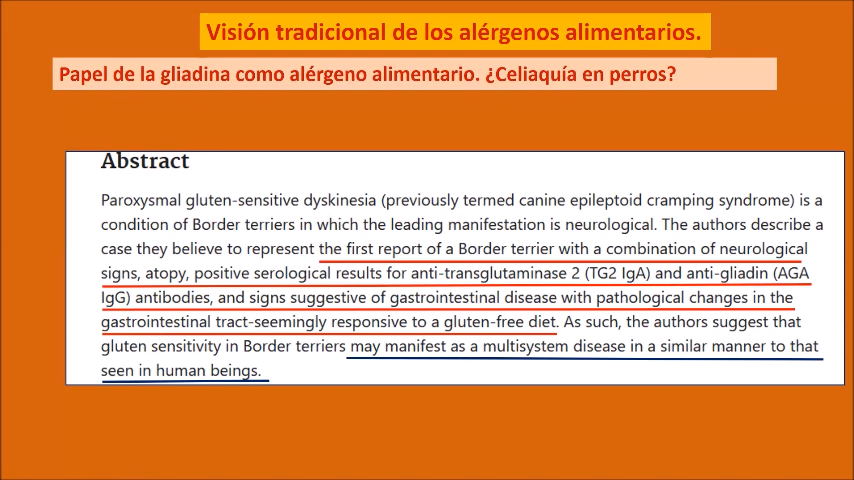 Visión tradicional de los alérgenos alimentarios.
Papel de la gliadina como alérgeno alimentario. ¿Celiaquía en perros?
Abstract
Paroxysmal gluten-sensitive dyskinesia (previously termed canine epileptoid cramping syndrome) is a
condition of Border terriers in which the leading manifestation is neurological. The authors describe a
case they believe to represent the first report of a Border terrier with a combination of neurological
signs, atopy, positive serological results for anti-transglutaminase 2 (TG2 IgA) and anti-gliadin (AGA
IgG) antibodies, and signs suggestive of gastrointestinal disease with pathological changes in the
gastrointestinal tract-seemingly responsive to a gluten-free diet. As such, the authors suggest that
gluten sensitivity in Border terriers may manifest as a multisystem disease in a similar manner to that
seen in human beings.